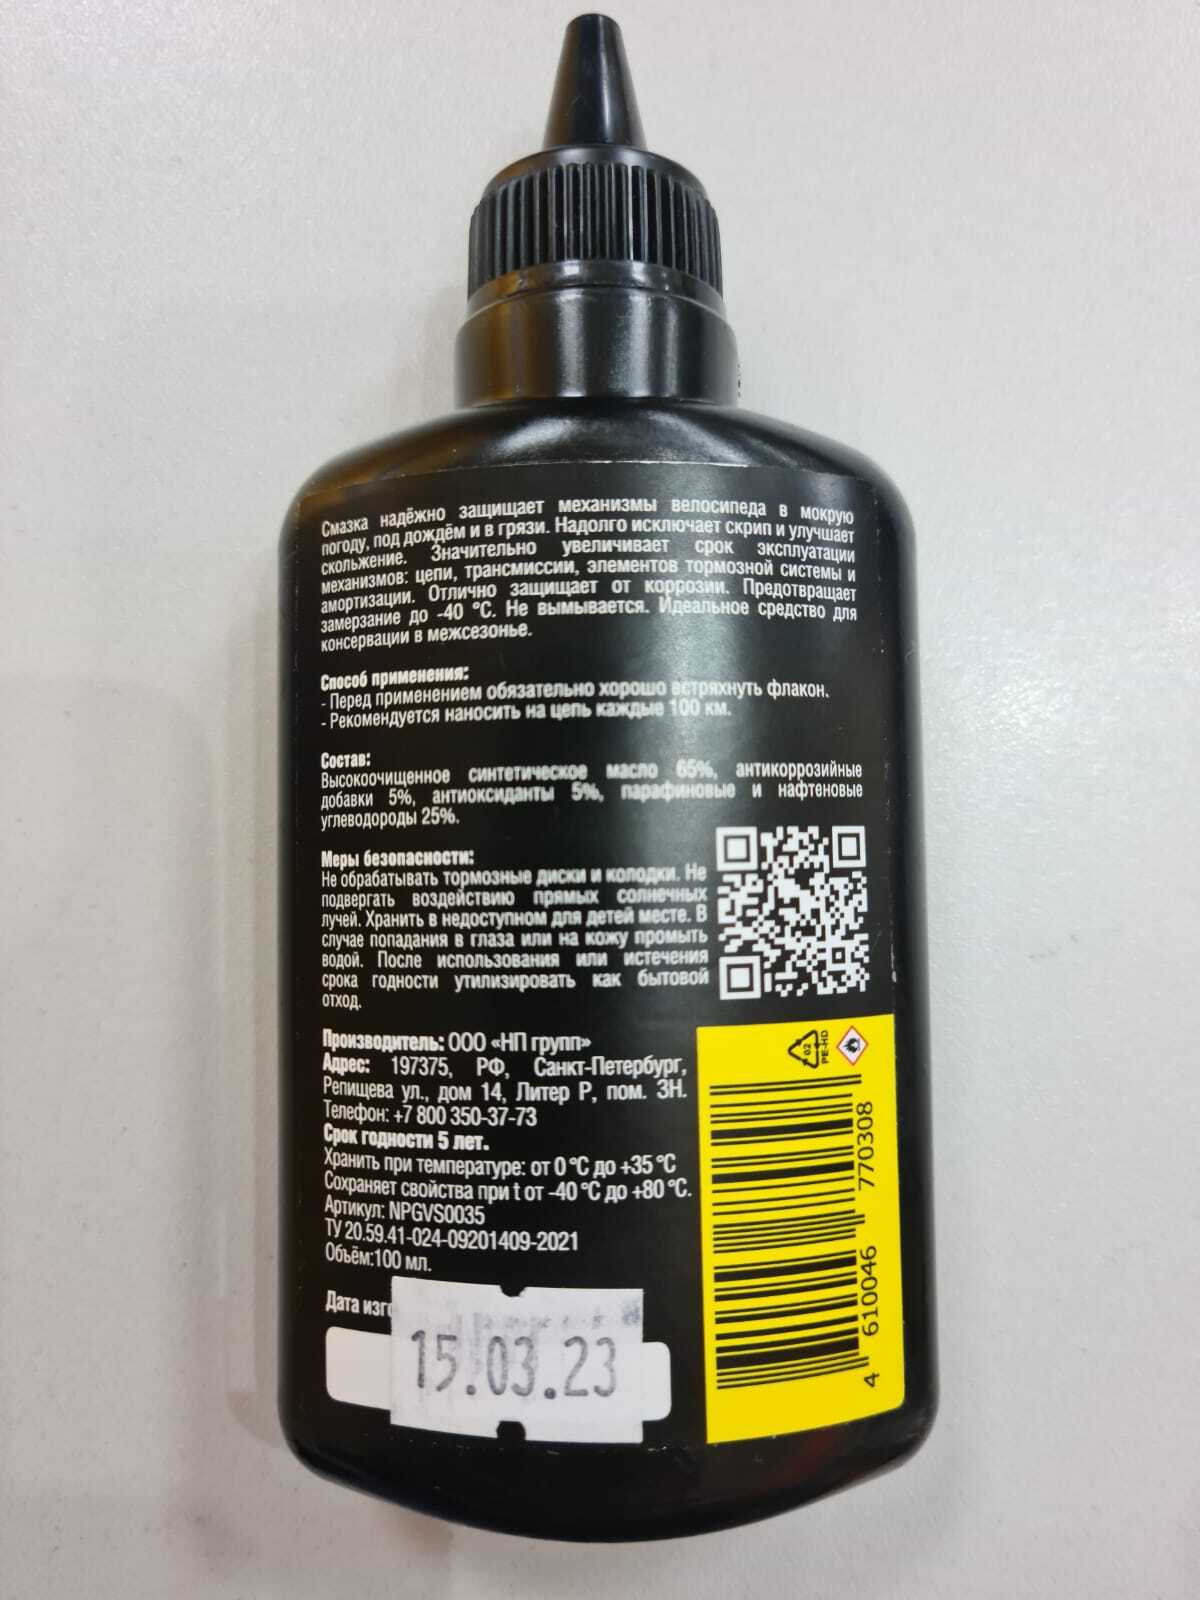 Смазка надёжно защищает механизмы велосипеда в мокрую
погоду, под дождём и в грязи. Надолго исключает скрип и улучшает
скольжение. Значительно увеличивает срок эксплуатации
механизмов: цепи, трансмиссии, элементов тормозной системы и
амортизации. Отлично защищает от коррозии. Предотвращает
замерзание до -40 °C. Не вымывается. Идеальное средство для
консервации в межсезонье.
Способ применения:
- Перед применением обязательно хорошо встряхнуть флакон.
- Рекомендуется наносить на цепь каждые 100 км.
Состав:
Высокоочищенное синтетическое масло 65%, антикоррозийные
добавки 5%, антиоксиданты 5%, парафиновые и нафтеновые
углеводороды 25%.
Меры безопасности:
Не обрабатывать тормозные диски и колодки. Не
подвергать воздействию прямых солнечных
лучей. Хранить в недоступном для детей месте. В
случае попадания в глаза или на кожу промыть
водой. После использования или истечения
срока годности утилизировать как бытовой
отход.
Производитель: ООО «НП групп»
Адрес: 197375, РФ, Санкт-Петербург,
Репищева ул., дом 14, Литер Р, пом. 3Н.
Телефон: +7 800 350-37-73
Срок годности 5 лет.
Хранить при температуре: от 0 °C до +35 °C
Сохраняет свойства при t от -40 °C до +80 °C.
Артикул: NPGVS0035
ТУ 20.59.41-024-09201409-2021
Объём:100 мл.
Дата изго
15.03.23
02
PE-HD
4 610046 770308